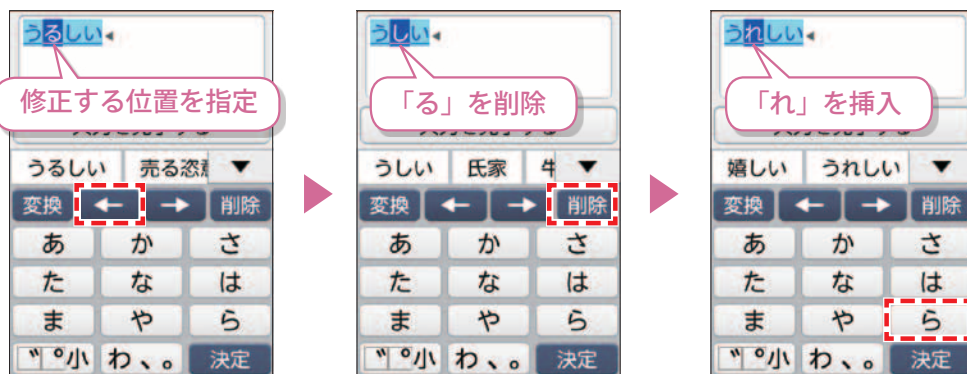 うるしい
修正する位置を指定
うるしい 売る恣意 ▼
変換 ← → 削除
あ か さ
た な は
ま や ら
゛゜小 わ、。 決定
うしい
「る」を削除
うしい 氏家 牛 ▼
変換 ← → 削除
あ か さ
た な は
ま や ら
゛゜小 わ、。 決定
うれしい
「れ」を挿入
嬉しい うれしい ▼
変換 ← → 削除
あ か さ
た な は
ま や ら
゛゜小 わ、。 決定